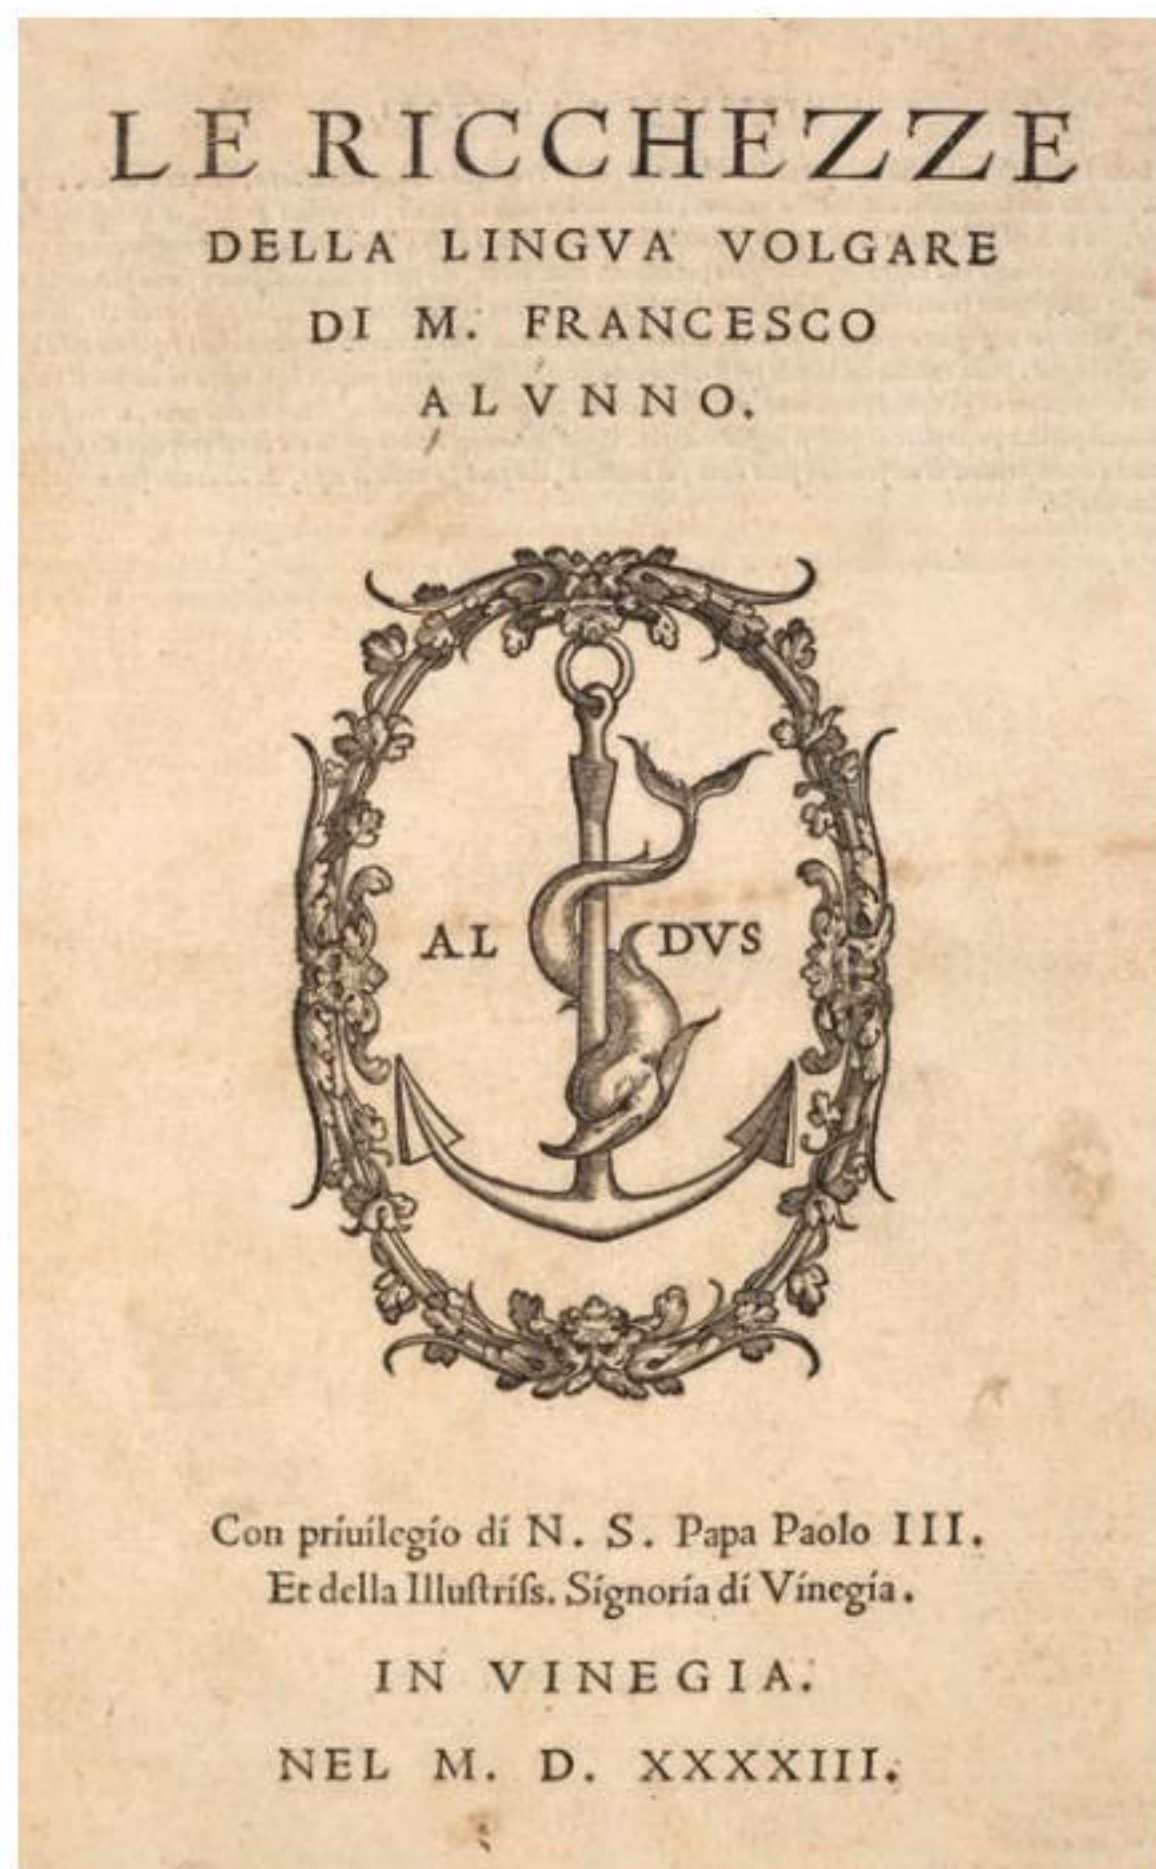 LE RICCHEZZE
DELLA LINGVA VOLGARE
DI M. FRANCESCO
ALVNNO.
AL DVS
Con priuilegio di N. S. Papa Paolo III.
Et della Illuſtriſs. Signoria di Vinegia.
IN VINEGIA.
NEL M. D. XXXXIII.